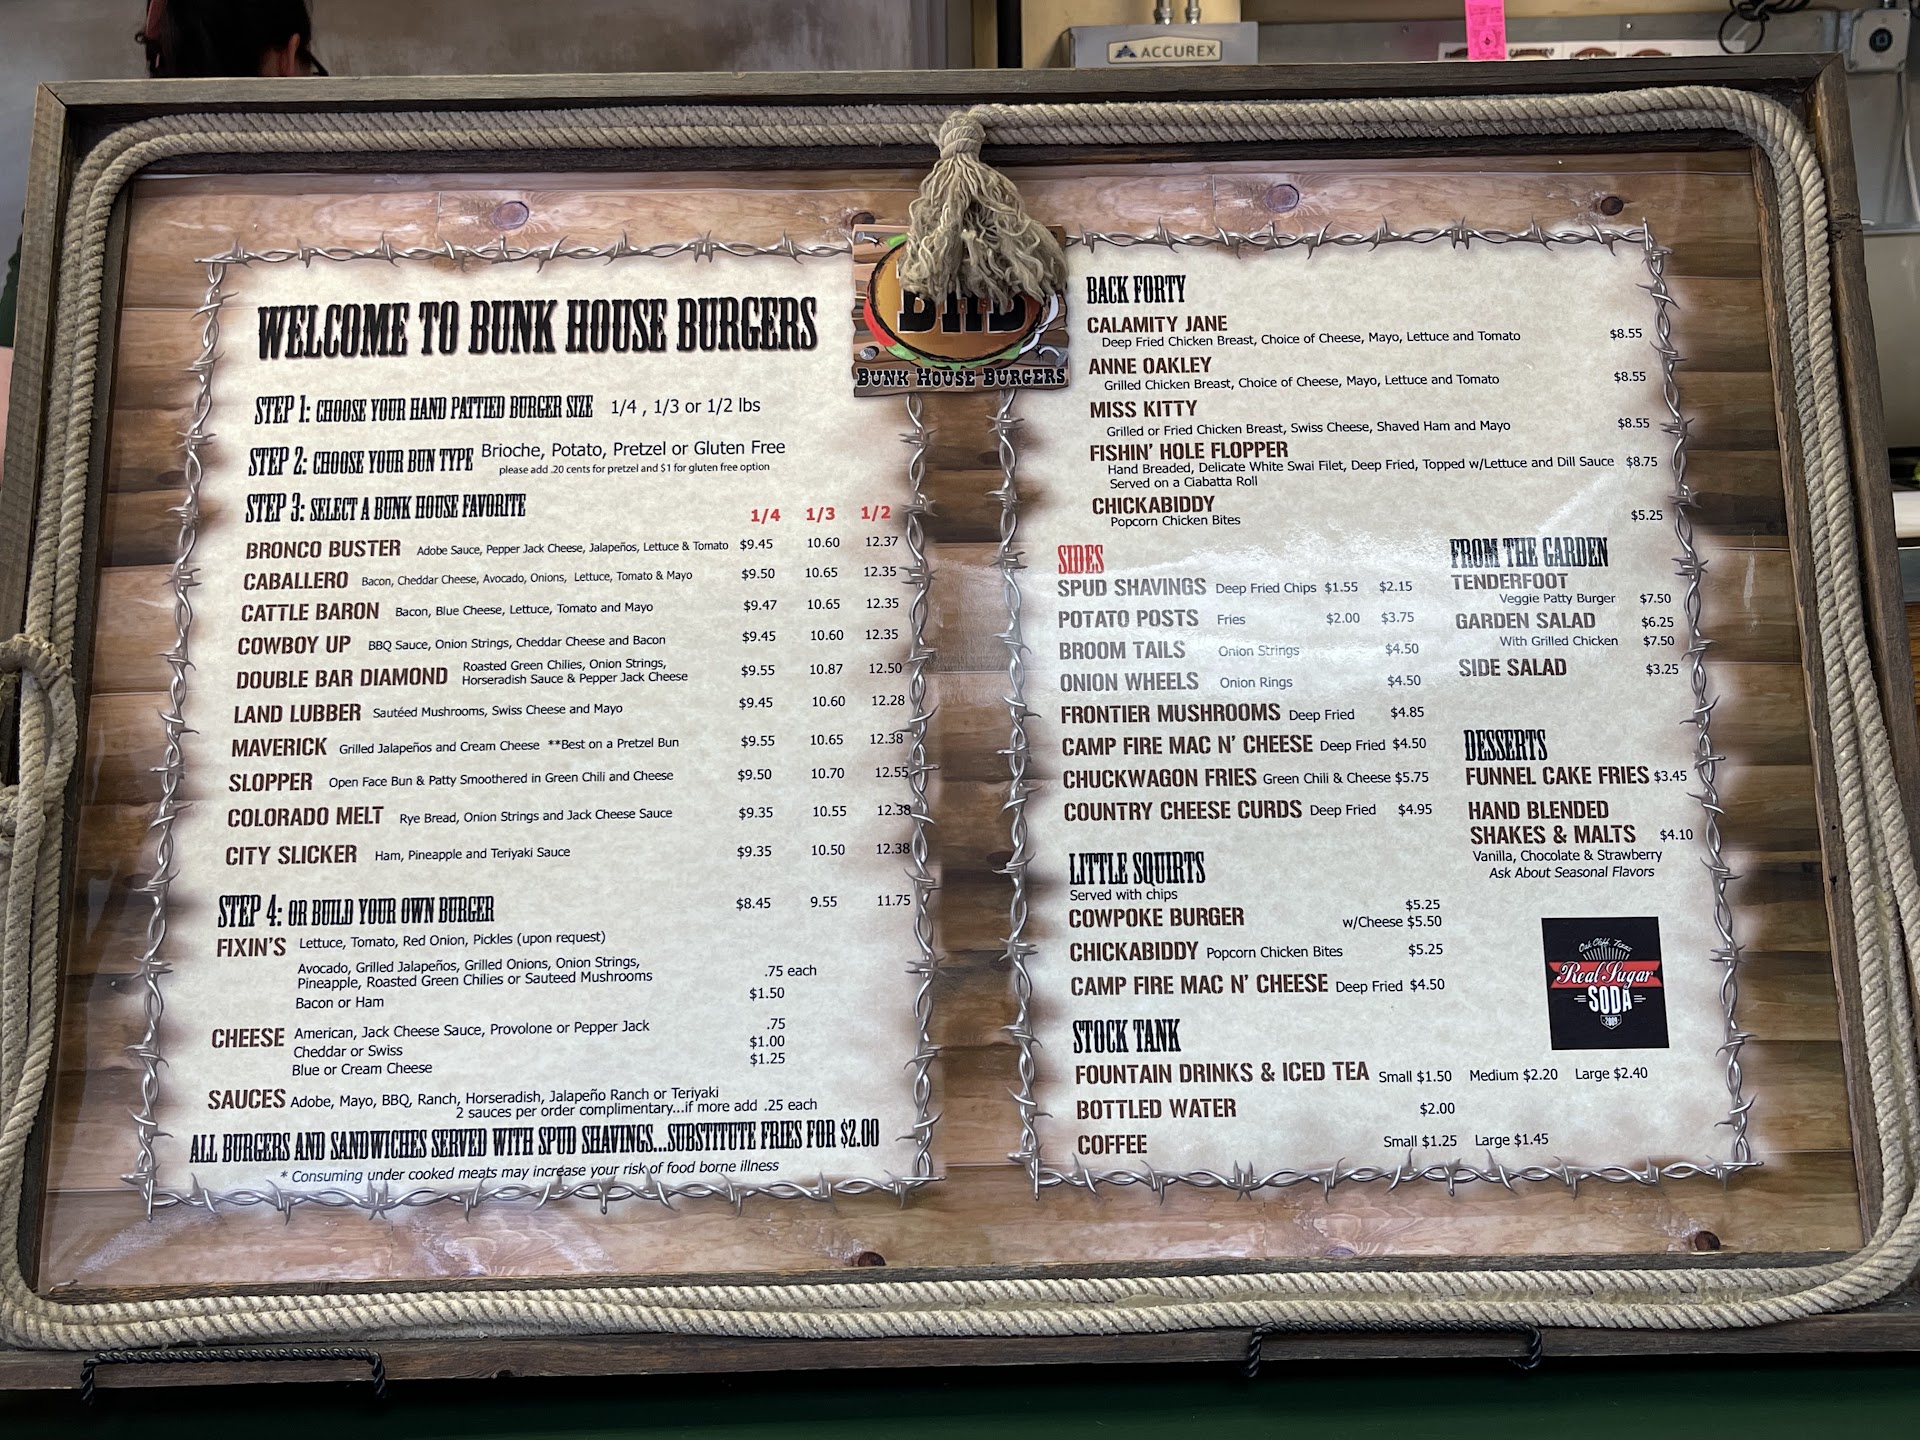 ACCUREX
WELCOME TO BUNK HOUSE BURGERS
STEP 1: CHOOSE YOUR HAND PATTIED BURGER SIZE 1/4 , 1/3 or 1/2 lbs
STEP 2: CHOOSE YOUR BUN TYPE Brioche, Potato, Pretzel or Gluten Free
please add .20 cents for pretzel and $1 for gluten free option
STEP 3: SELECT A BUNK HOUSE FAVORITE
1/4 1/3 1/2
BRONCO BUSTER Adobe Sauce, Pepper Jack Cheese, Jalapeños, Lettuce & Tomato $9.45 10.60 12.37
CABALLERO Bacon, Cheddar Cheese, Avocado, Onions, Lettuce, Tomato & Mayo $9.50 10.65 12.35
CATTLE BARON Bacon, Blue Cheese, Lettuce, Tomato and Mayo $9.47 10.65 12.35
COWBOY UP BBQ Sauce, Onion Strings, Cheddar Cheese and Bacon $9.45 10.60 12.35
DOUBLE BAR DIAMOND Roasted Green Chilies, Onion Strings, $9.55 10.87 12.50
Horseradish Sauce & Pepper Jack Cheese
LAND LUBBER Sautéed Mushrooms, Swiss Cheese and Mayo $9.45 10.60 12.28
MAVERICK Grilled Jalapeños and Cream Cheese **Best on a Pretzel Bun $9.55 10.65 12.38
SLOPPER Open Face Bun & Patty Smoothered in Green Chili and Cheese $9.50 10.70 12.55
COLORADO MELT Rye Bread, Onion Strings and Jack Cheese Sauce $9.35 10.55 12.38
CITY SLICKER Ham, Pineapple and Teriyaki Sauce $9.35 10.50 12.38
STEP 4: OR BUILD YOUR OWN BURGER $8.45 9.55 11.75
FIXIN'S Lettuce, Tomato, Red Onion, Pickles (upon request)
Avocado, Grilled Jalapeños, Grilled Onions, Onion Strings,
Pineapple, Roasted Green Chilies or Sauteed Mushrooms .75 each
Bacon or Ham $1.50
CHEESE American, Jack Cheese Sauce, Provolone or Pepper Jack .75
Cheddar or Swiss $1.00
Blue or Cream Cheese $1.25
SAUCES Adobe, Mayo, BBQ, Ranch, Horseradish, Jalapeño Ranch or Teriyaki
2 sauces per order complimentary...if more add .25 each
ALL BURGERS AND SANDWICHES SERVED WITH SPUD SHAVINGS...SUBSTITUTE FRIES FOR $2.00
* Consuming under cooked meats may increase your risk of food borne illness
BHB
BUNK HOUSE BURGERS
BACK FORTY
CALAMITY JANE
Deep Fried Chicken Breast, Choice of Cheese, Mayo, Lettuce and Tomato $8.55
ANNE OAKLEY
Grilled Chicken Breast, Choice of Cheese, Mayo, Lettuce and Tomato $8.55
MISS KITTY
Grilled or Fried Chicken Breast, Swiss Cheese, Shaved Ham and Mayo $8.55
FISHIN' HOLE FLOPPER
Hand Breaded, Delicate White Swai Filet, Deep Fried, Topped w/Lettuce and Dill Sauce $8.75
Served on a Ciabatta Roll
CHICKABIDDY
Popcorn Chicken Bites $5.25
SIDES
SPUD SHAVINGS Deep Fried Chips $1.55 $2.15
POTATO POSTS Fries $2.00 $3.75
BROOM TAILS Onion Strings $4.50
ONION WHEELS Onion Rings $4.50
FRONTIER MUSHROOMS Deep Fried $4.85
CAMP FIRE MAC N' CHEESE Deep Fried $4.50
CHUCKWAGON FRIES Green Chili & Cheese $5.75
COUNTRY CHEESE CURDS Deep Fried $4.95
FROM THE GARDEN
TENDERFOOT
Veggie Patty Burger $7.50
GARDEN SALAD $6.25
With Grilled Chicken $7.50
SIDE SALAD $3.25
DESSERTS
FUNNEL CAKE FRIES $3.45
HAND BLENDED
SHAKES & MALTS $4.10
Vanilla, Chocolate & Strawberry
Ask About Seasonal Flavors
LITTLE SQUIRTS
Served with chips
COWPOKE BURGER $5.25
w/Cheese $5.50
CHICKABIDDY Popcorn Chicken Bites $5.25
CAMP FIRE MAC N' CHEESE Deep Fried $4.50
Oak Cliff, Texas
Real Sugar
SODA
STOCK TANK
FOUNTAIN DRINKS & ICED TEA Small $1.50 Medium $2.20 Large $2.40
BOTTLED WATER $2.00
COFFEE Small $1.25 Large $1.45